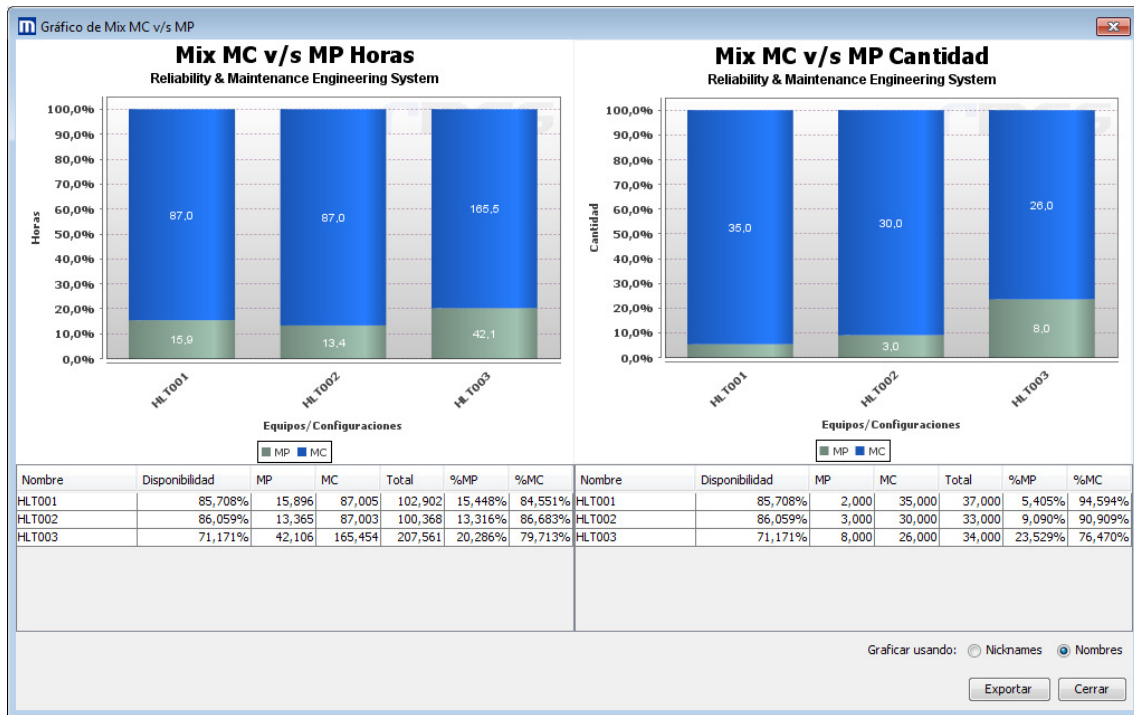 Gráfico de Mix MC v/s MP
Mix MC v/s MP Horas
Reliability & Maintenance Engineering System
100,0%
90,0%
80,0%
70,0%
60,0%
50,0%
40,0%
30,0%
20,0%
10,0%
0,0%
Horas
87,0
87,0
165,5
15,9
13,4
42,1
HLT001
HLT002
HLT003
Equipos/Configuraciones
MP MC
Mix MC v/s MP Cantidad
Reliability & Maintenance Engineering System
100,0%
90,0%
80,0%
70,0%
60,0%
50,0%
40,0%
30,0%
20,0%
10,0%
0,0%
Cantidad
35,0
30,0
26,0
3,0
8,0
HLT001
HLT002
HLT003
Equipos/Configuraciones
MP MC
Nombre Disponibilidad MP MC Total %MP %MC
HLT001 85,708% 15,896 87,005 102,902 15,448% 84,551%
HLT002 86,059% 13,365 87,003 100,368 13,316% 86,683%
HLT003 71,171% 42,106 165,454 207,561 20,286% 79,713%
Nombre Disponibilidad MP MC Total %MP %MC
HLT001 85,708% 2,000 35,000 37,000 5,405% 94,594%
HLT002 86,059% 3,000 30,000 33,000 9,090% 90,909%
HLT003 71,171% 8,000 26,000 34,000 23,529% 76,470%
Graficar usando: Nicknames Nombres
Exportar Cerrar